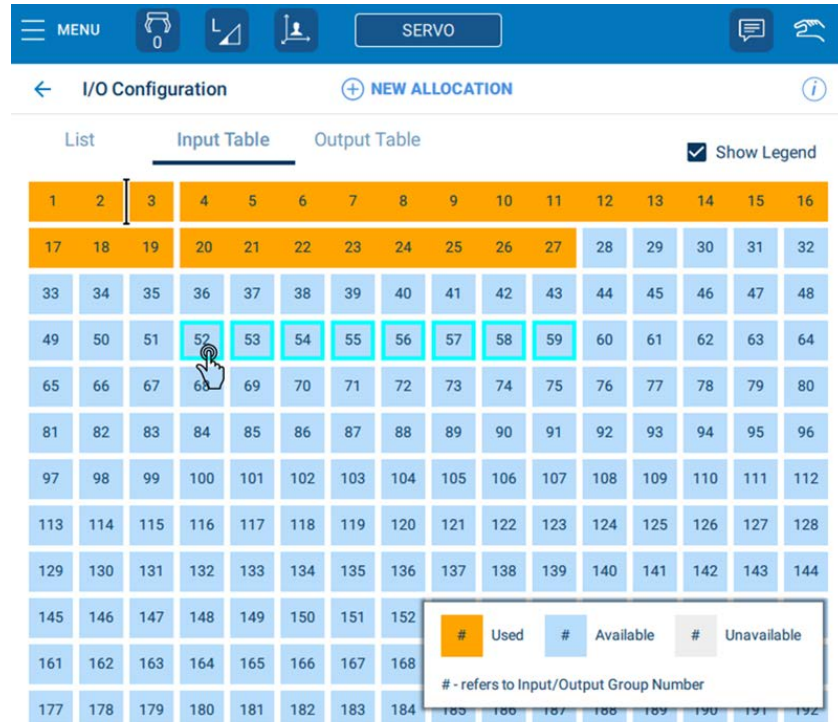 MENU 0 L SERVO
I/O Configuration + NEW ALLOCATION i
List Input Table Output Table Show Legend
1 2 3 4 5 6 7 8 9 10 11 12 13 14 15 16
17 18 19 20 21 22 23 24 25 26 27 28 29 30 31 32
33 34 35 36 37 38 39 40 41 42 43 44 45 46 47 48
49 50 51 52 53 54 55 56 57 58 59 60 61 62 63 64
65 66 67 68 69 70 71 72 73 74 75 76 77 78 79 80
81 82 83 84 85 86 87 88 89 90 91 92 93 94 95 96
97 98 99 100 101 102 103 104 105 106 107 108 109 110 111 112
113 114 115 116 117 118 119 120 121 122 123 124 125 126 127 128
129 130 131 132 133 134 135 136 137 138 139 140 141 142 143 144
145 146 147 148 149 150 151 152
# Used # Available # Unavailable
161 162 163 164 165 166 167 168
# - refers to Input/Output Group Number
177 178 179 180 181 182 183 184 185 186 187 188 189 190 191 192